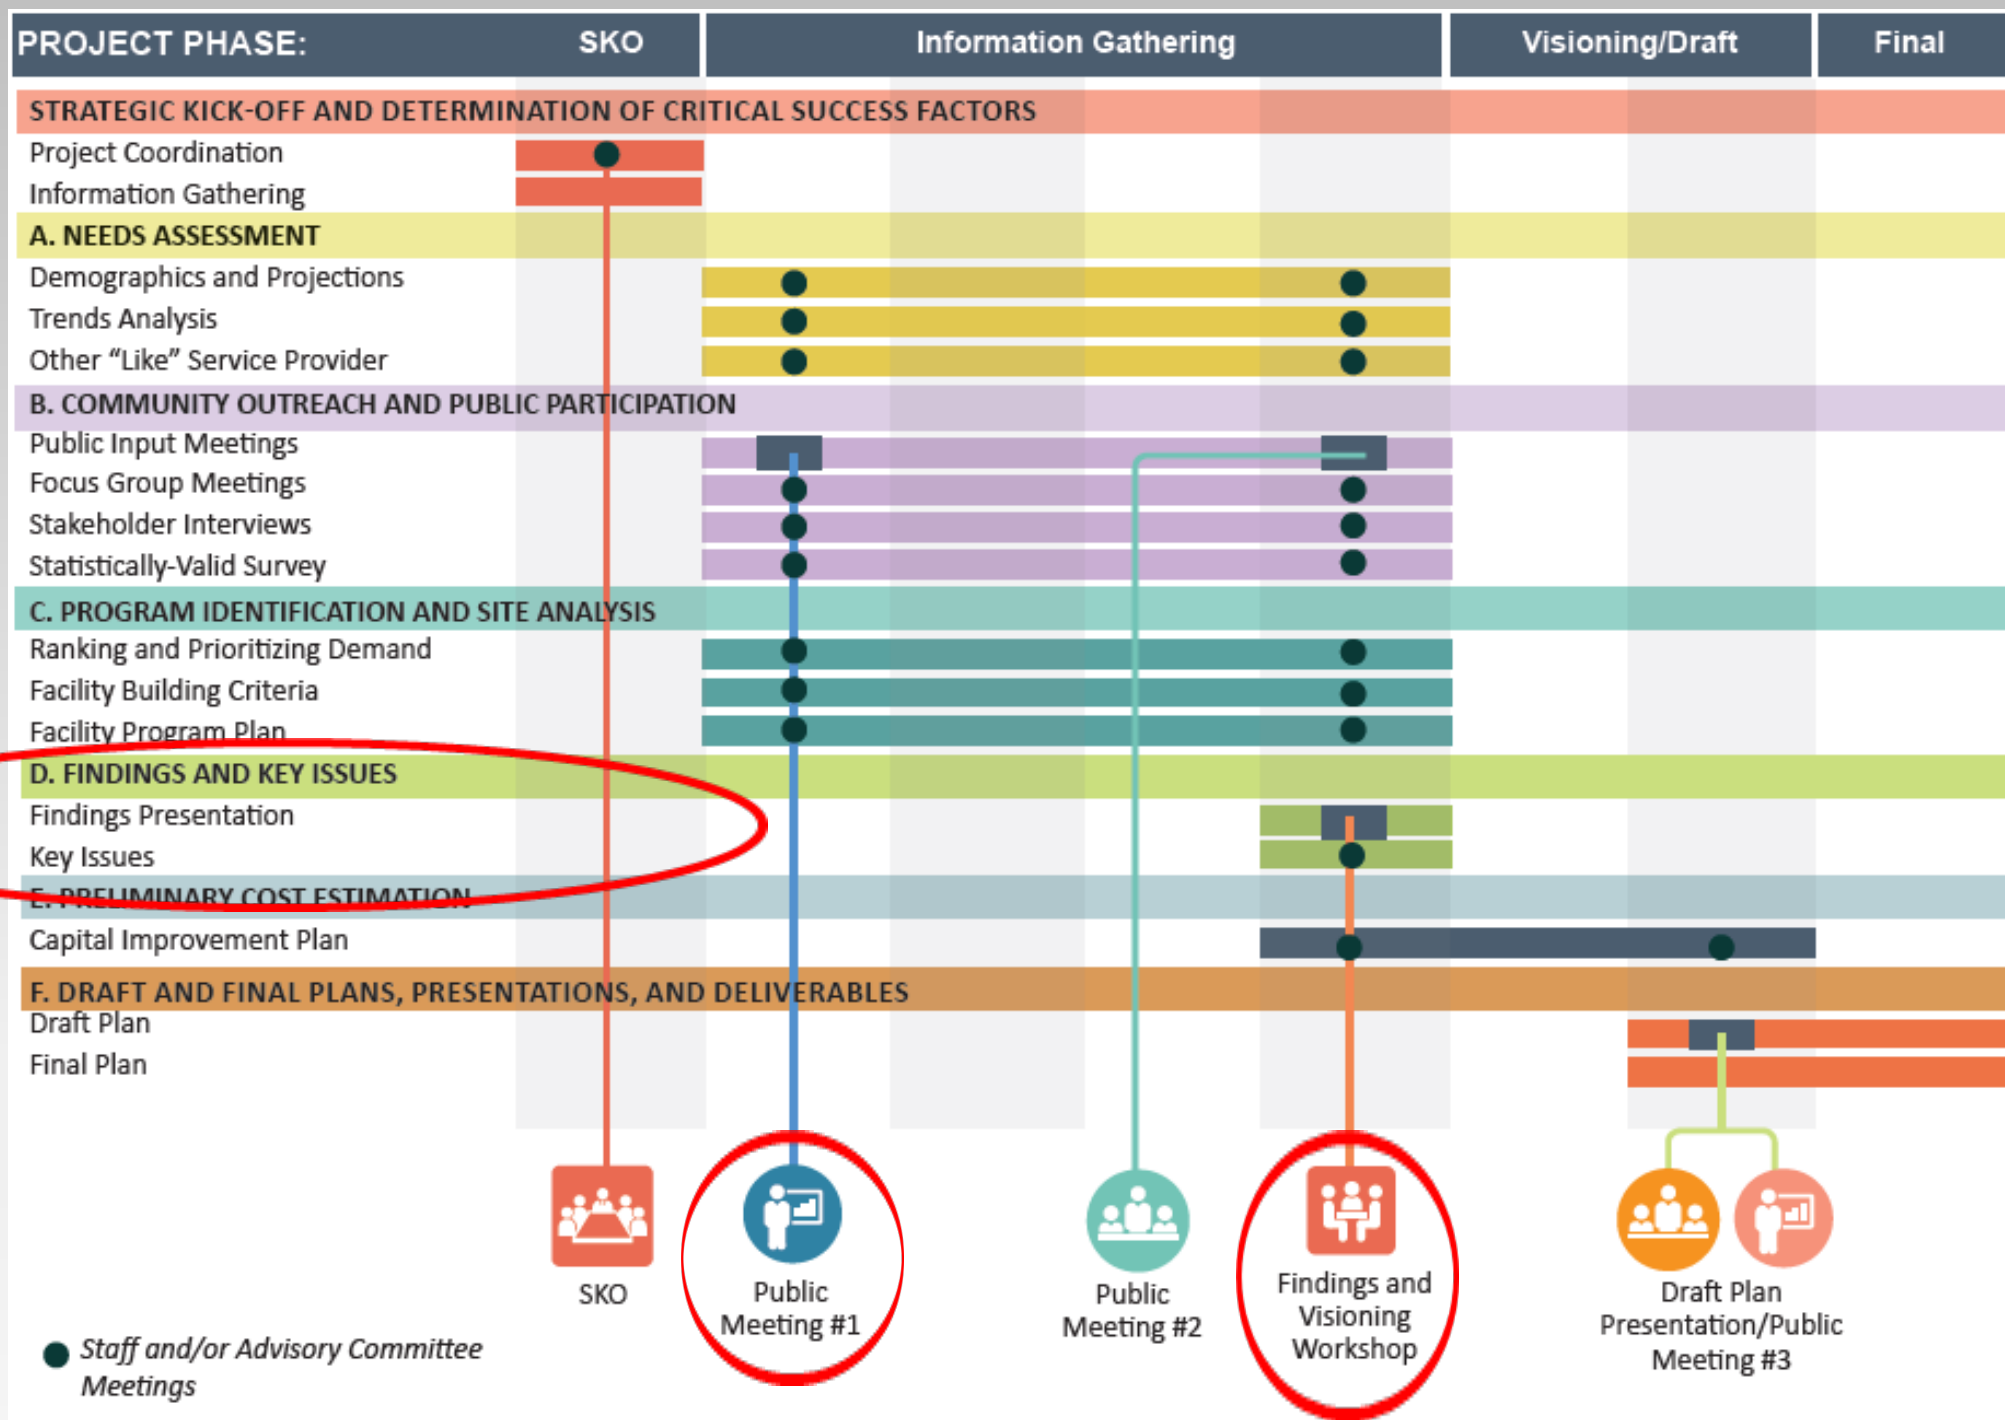 PROJECT PHASE: SKO Information Gathering Visioning/Draft Final
STRATEGIC KICK-OFF AND DETERMINATION OF CRITICAL SUCCESS FACTORS
Project Coordination
Information Gathering
A. NEEDS ASSESSMENT
Demographics and Projections
Trends Analysis
Other “Like” Service Provider
B. COMMUNITY OUTREACH AND PUBLIC PARTICIPATION
Public Input Meetings
Focus Group Meetings
Stakeholder Interviews
Statistically-Valid Survey
C. PROGRAM IDENTIFICATION AND SITE ANALYSIS
Ranking and Prioritizing Demand
Facility Building Criteria
Facility Program Plan
D. FINDINGS AND KEY ISSUES
Findings Presentation
Key Issues
E. PRELIMINARY COST ESTIMATION
Capital Improvement Plan
F. DRAFT AND FINAL PLANS, PRESENTATIONS, AND DELIVERABLES
Draft Plan
Final Plan
SKO
Public
Meeting #1
Public
Meeting #2
Findings and
Visioning
Workshop
Draft Plan
Presentation/Public
Meeting #3
Staff and/or Advisory Committee
Meetings